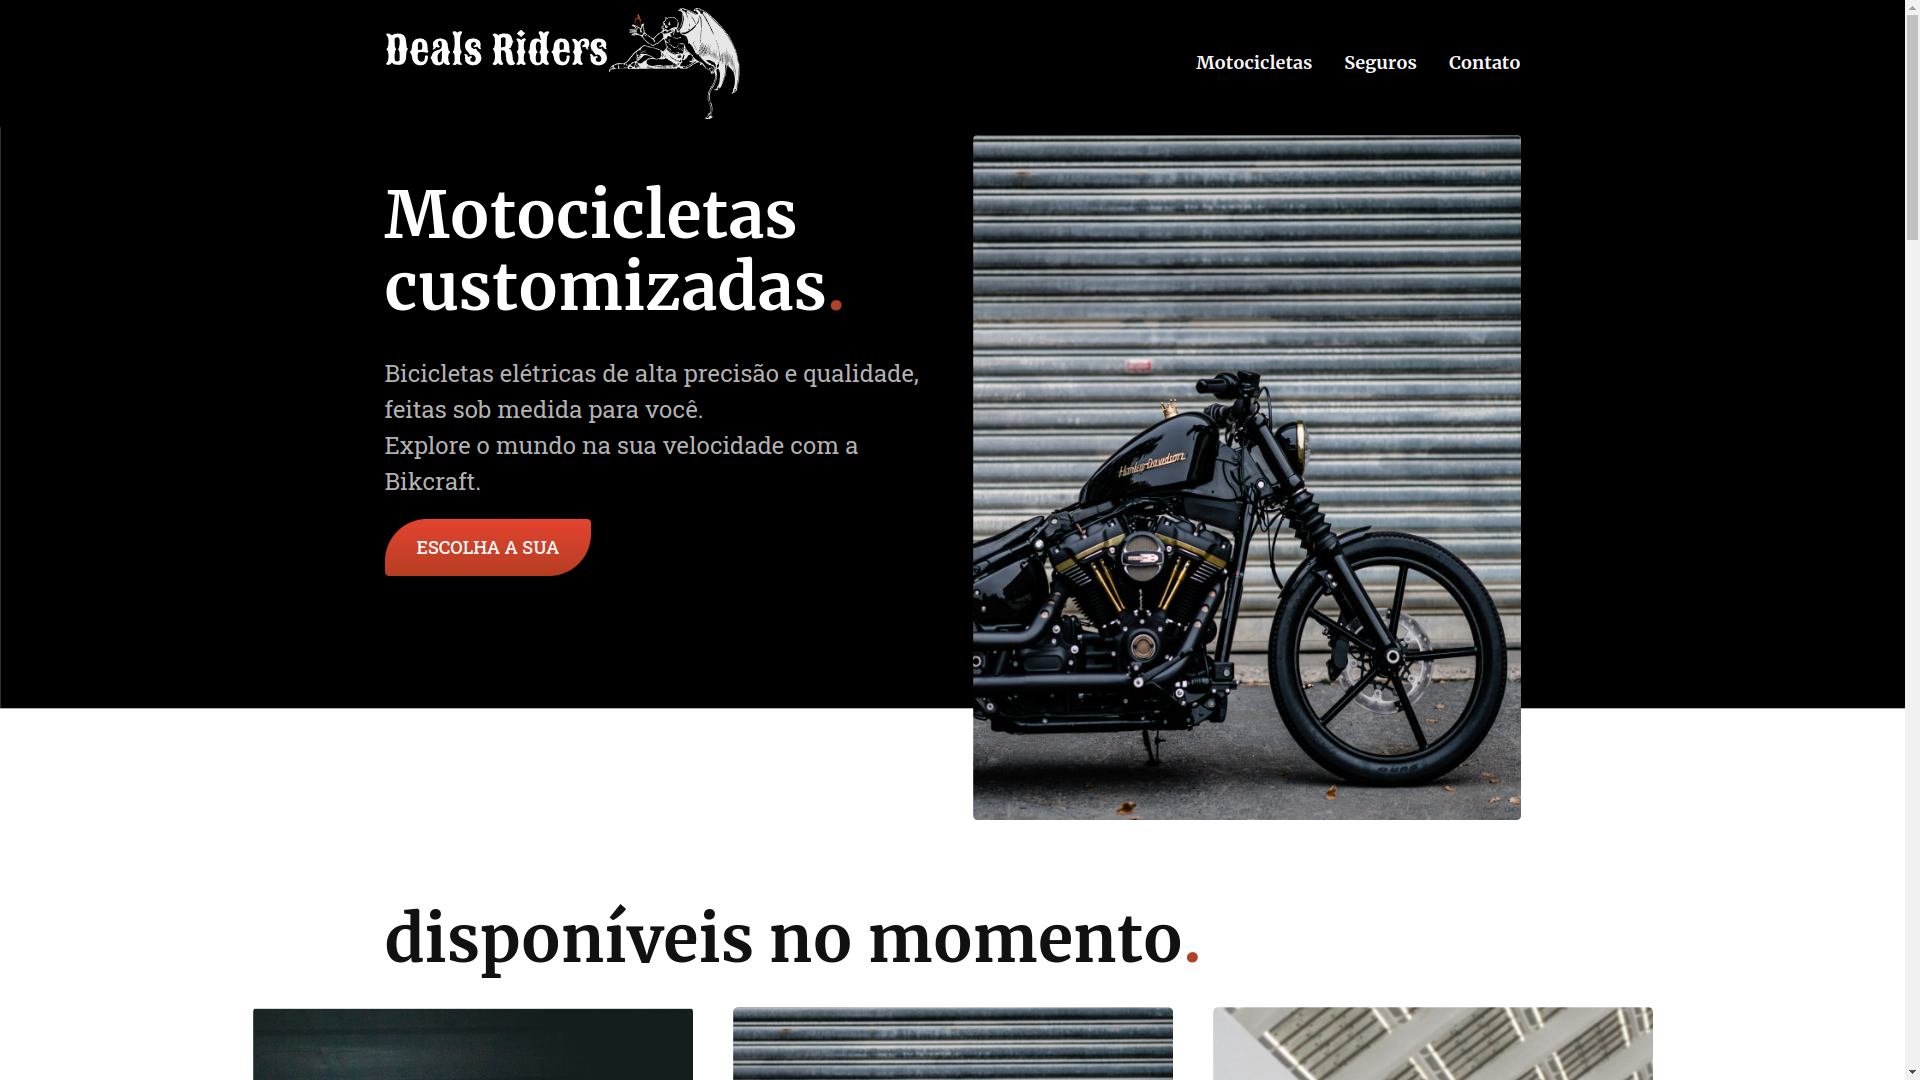 Deals Riders
Motocicletas
Seguros
Contato
Motocicletas
customizadas.
Bicicletas elétricas de alta precisão e qualidade,
feitas sob medida para você.
Explore o mundo na sua velocidade com a
Bikcraft.
ESCOLHA A SUA
Harley-Davidson
disponíveis no momento.